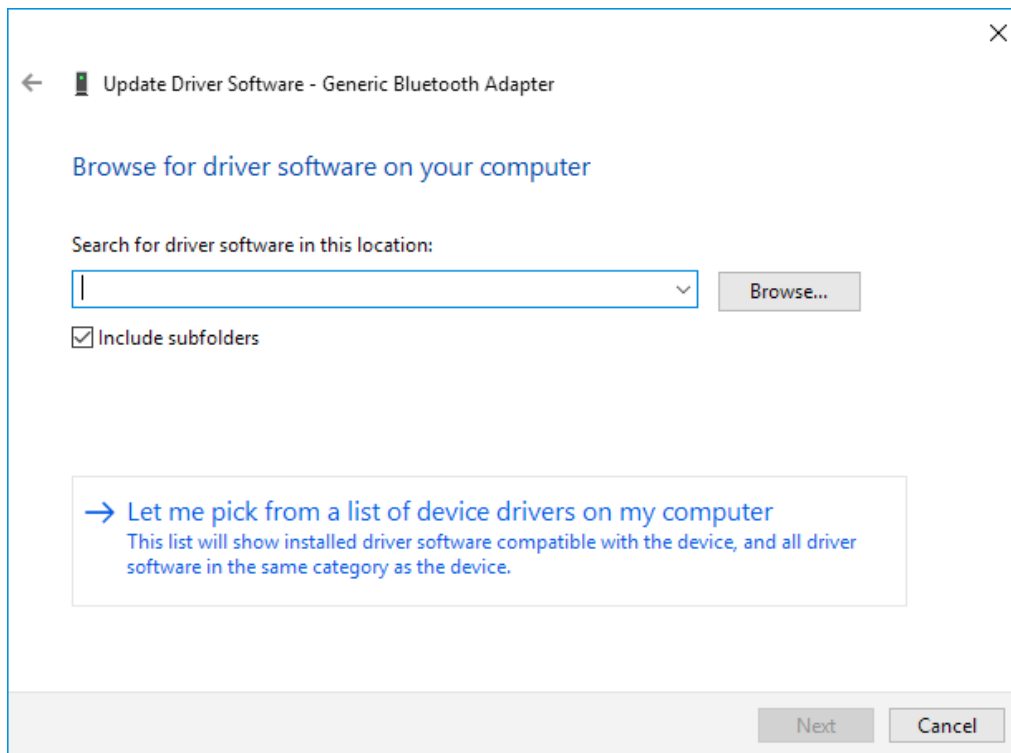 Update Driver Software - Generic Bluetooth Adapter
Browse for driver software on your computer
Search for driver software in this location:
Browse...
Include subfolders
Let me pick from a list of device drivers on my computer
This list will show installed driver software compatible with the device, and all driver
software in the same category as the device.
Next
Cancel